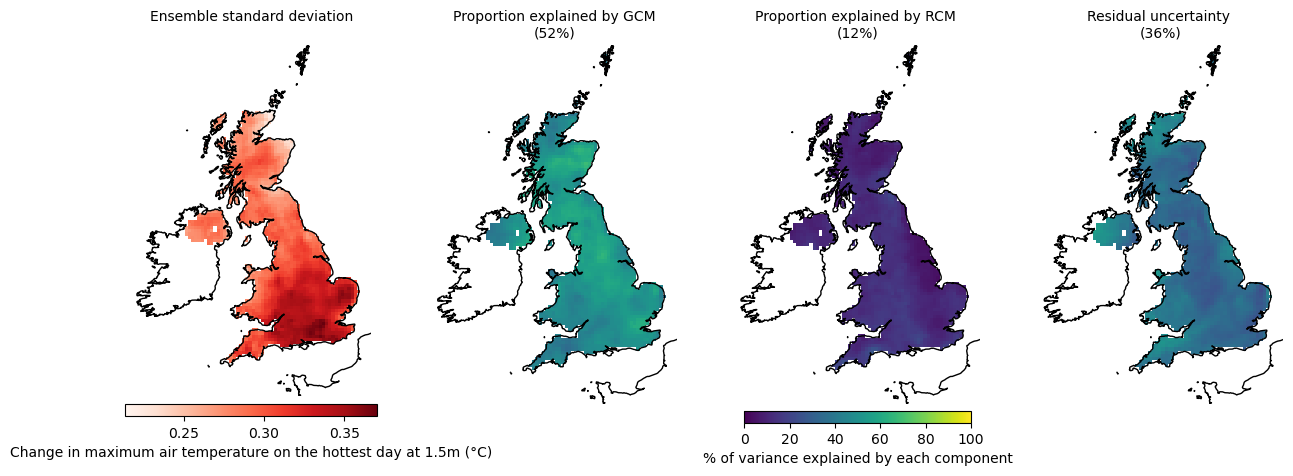 Ensemble standard deviation
Proportion explained by GCM
(52%)
Proportion explained by RCM
(12%)
Residual uncertainty
(36%)
0.25 0.30 0.35
Change in maximum air temperature on the hottest day at 1.5m (°C)
0 20 40 60 80 100
% of variance explained by each component